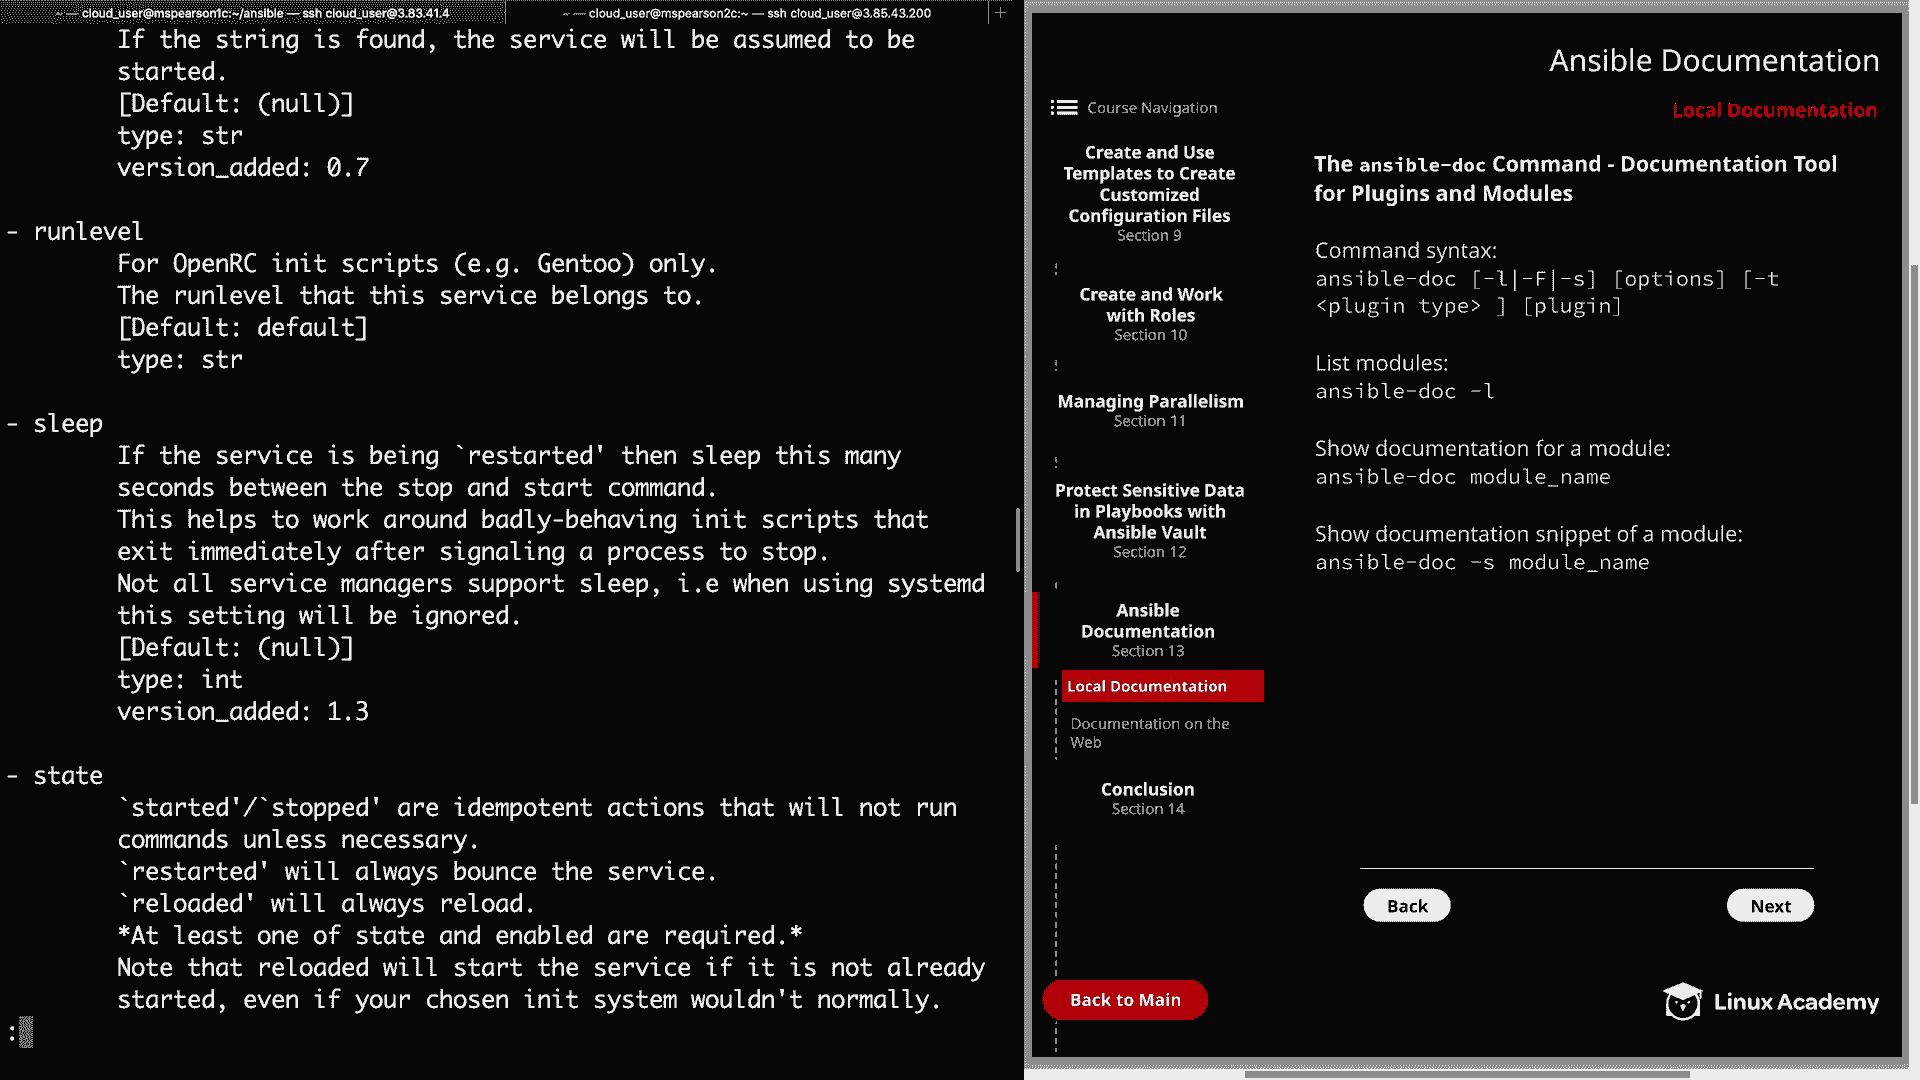 ~ — cloud_user@mspearson1c:~/ansible — ssh cloud_user@3.83.41.4
~ — cloud_user@mspearson2c:~ — ssh cloud_user@3.85.43.200
+
If the string is found, the service will be assumed to be
started.
[Default: (null)]
type: str
version_added: 0.7
- runlevel
For OpenRC init scripts (e.g. Gentoo) only.
The runlevel that this service belongs to.
[Default: default]
type: str
- sleep
If the service is being `restarted' then sleep this many
seconds between the stop and start command.
This helps to work around badly-behaving init scripts that
exit immediately after signaling a process to stop.
Not all service managers support sleep, i.e when using systemd
this setting will be ignored.
[Default: (null)]
type: int
version_added: 1.3
- state
`started'/`stopped' are idempotent actions that will not run
commands unless necessary.
`restarted' will always bounce the service.
`reloaded' will always reload.
*At least one of state and enabled are required.*
Note that reloaded will start the service if it is not already
started, even if your chosen init system wouldn't normally.
:
Ansible Documentation
Local Documentation
Course Navigation
Create and Use
Templates to Create
Customized
Configuration Files
Section 9
Create and Work
with Roles
Section 10
Managing Parallelism
Section 11
Protect Sensitive Data
in Playbooks with
Ansible Vault
Section 12
Ansible
Documentation
Section 13
Local Documentation
Documentation on the
Web
Conclusion
Section 14
Back to Main
The ansible-doc Command - Documentation Tool
for Plugins and Modules
Command syntax:
ansible-doc [-l|-F|-s] [options] [-t
<plugin type> ] [plugin]
List modules:
ansible-doc -l
Show documentation for a module:
ansible-doc module_name
Show documentation snippet of a module:
ansible-doc -s module_name
Back
Next
Linux Academy